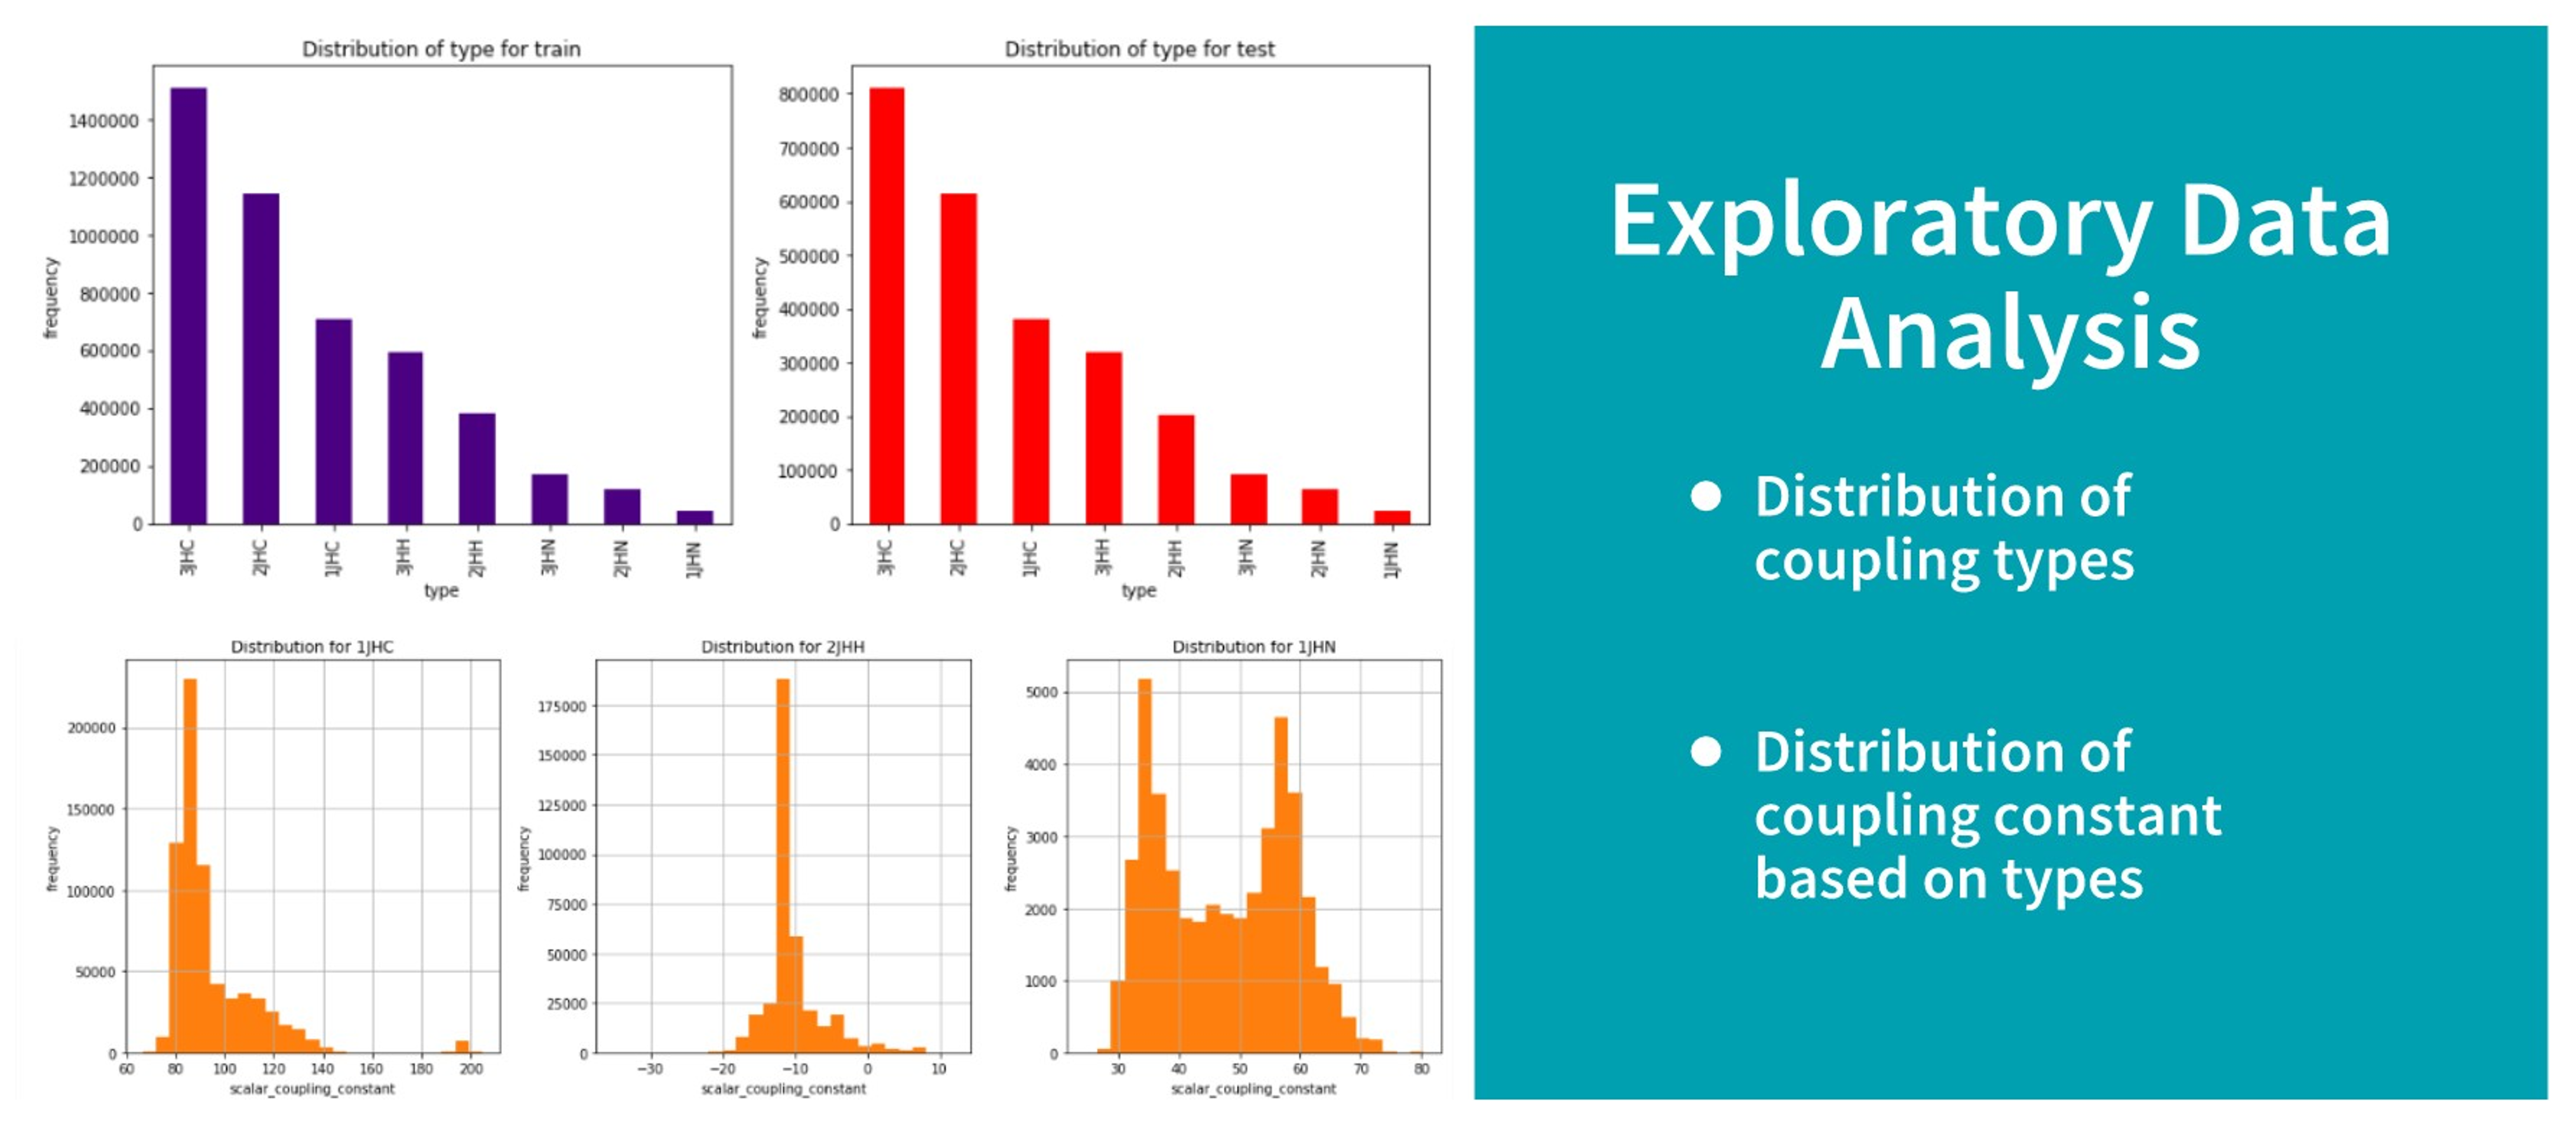 Distribution of type for train
frequency
1400000
1200000
1000000
800000
600000
400000
200000
0
3JHC 2JHC 1JHC 3JHH 2JHH 3JHN 2JHN 1JHN
type
Distribution of type for test
frequency
800000
700000
600000
500000
400000
300000
200000
100000
0
3JHC 2JHC 1JHC 3JHH 2JHH 3JHN 2JHN 1JHN
type
Distribution for 1JHC
frequency
200000
150000
100000
50000
0
60 80 100 120 140 160 180 200
scalar_coupling_constant
Distribution for 2JHH
frequency
175000
150000
125000
100000
75000
50000
25000
0
−30 −20 −10 0 10
scalar_coupling_constant
Distribution for 1JHN
frequency
5000
4000
3000
2000
1000
0
30 40 50 60 70 80
scalar_coupling_constant
Exploratory Data
Analysis
● Distribution of
coupling types
● Distribution of
coupling constant
based on types